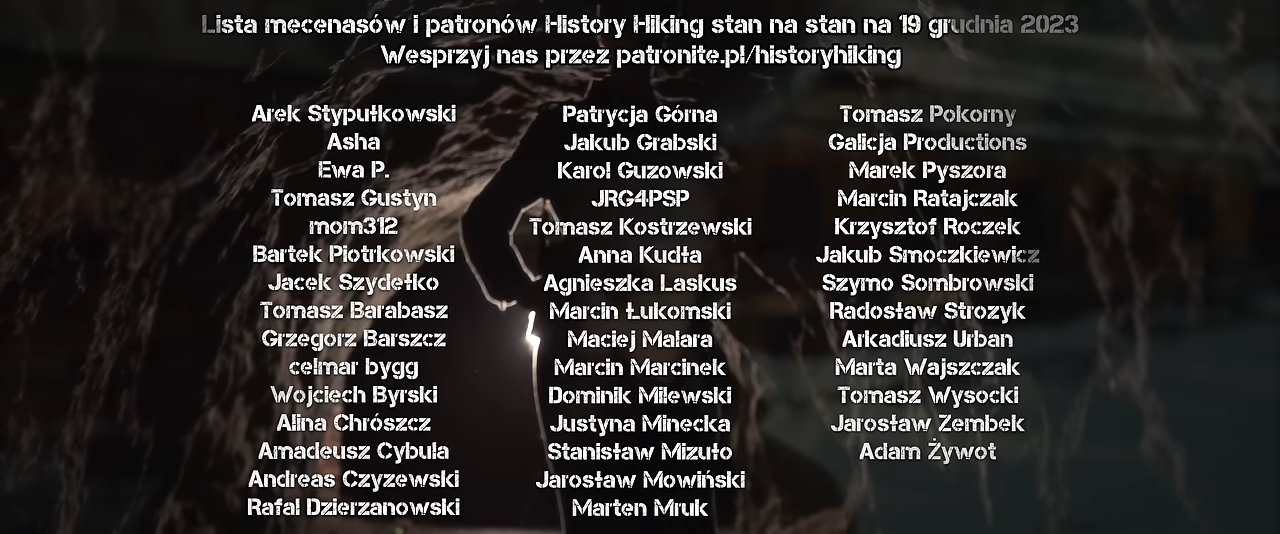 Lista mecenasów i patronów History Hiking stan na stan na 19 grudnia 2023
Wesprzyj nas przez patronite.pl/historyhiking
Arek Stypułkowski
Asha
Ewa P.
Tomasz Gustyn
mom312
Bartek Piotrkowski
Jacek Szydełko
Tomasz Barabasz
Grzegorz Barszcz
celmar bygg
Wojciech Byrski
Alina Chrószcz
Amadeusz Cybula
Andreas Czyzewski
Rafał Dzierzanowski
Patrycja Górna
Jakub Grabski
Karol Guzowski
JRG4PSP
Tomasz Kostrzewski
Anna Kudła
Agnieszka Laskus
Marcin Łukomski
Maciej Malara
Marcin Marcinek
Dominik Milewski
Justyna Minecka
Stanisław Mizuło
Jarosław Mowiński
Marten Mruk
Tomasz Pokorny
Galicja Productions
Marek Pyszora
Marcin Ratajczak
Krzysztof Roczek
Jakub Smoczkiewicz
Szymo Sombrowski
Radosław Strozyk
Arkadiusz Urban
Marta Wajszczak
Tomasz Wysocki
Jarosław Zembek
Adam Żywot